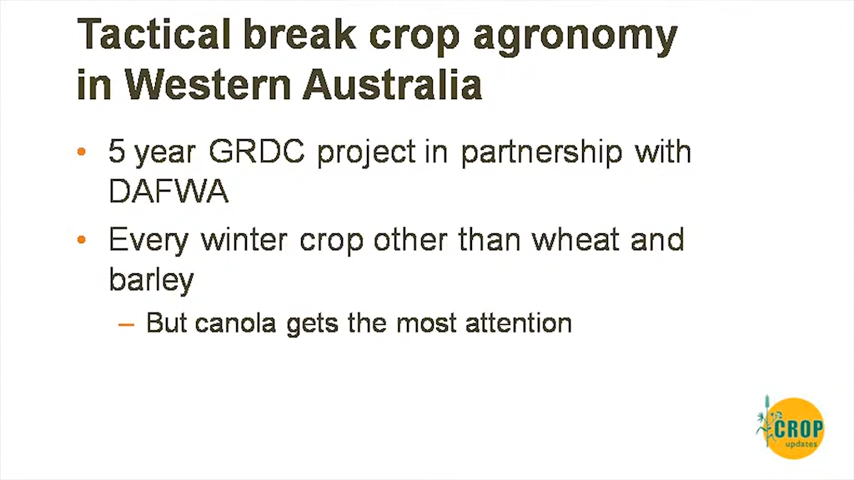 Tactical break crop agronomy
in Western Australia
• 5 year GRDC project in partnership with
DAFWA
• Every winter crop other than wheat and
barley
– But canola gets the most attention
CROP
updates